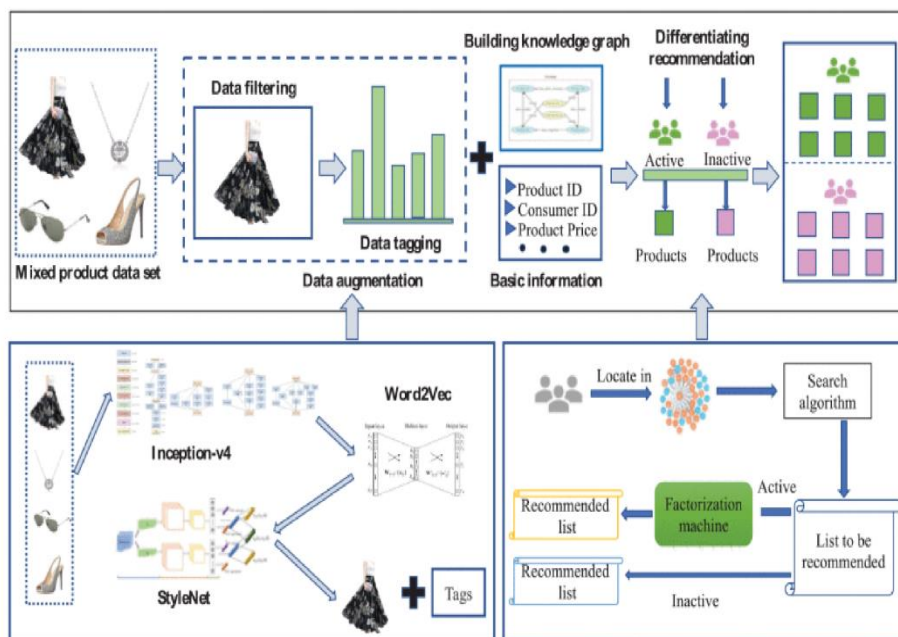 Building knowledge graph
Differentiating
recommendation
Data filtering
Active
Inactive
Product ID
Consumer ID
Product Price
Data tagging
Products
Products
Mixed product data set
Data augmentation
Basic information
Locate in
Search
algorithm
Word2Vec
Inception-v4
Active
Factorization
machine
Recommended
list
List to be
recommended
Recommended
list
Tags
StyleNet
Inactive